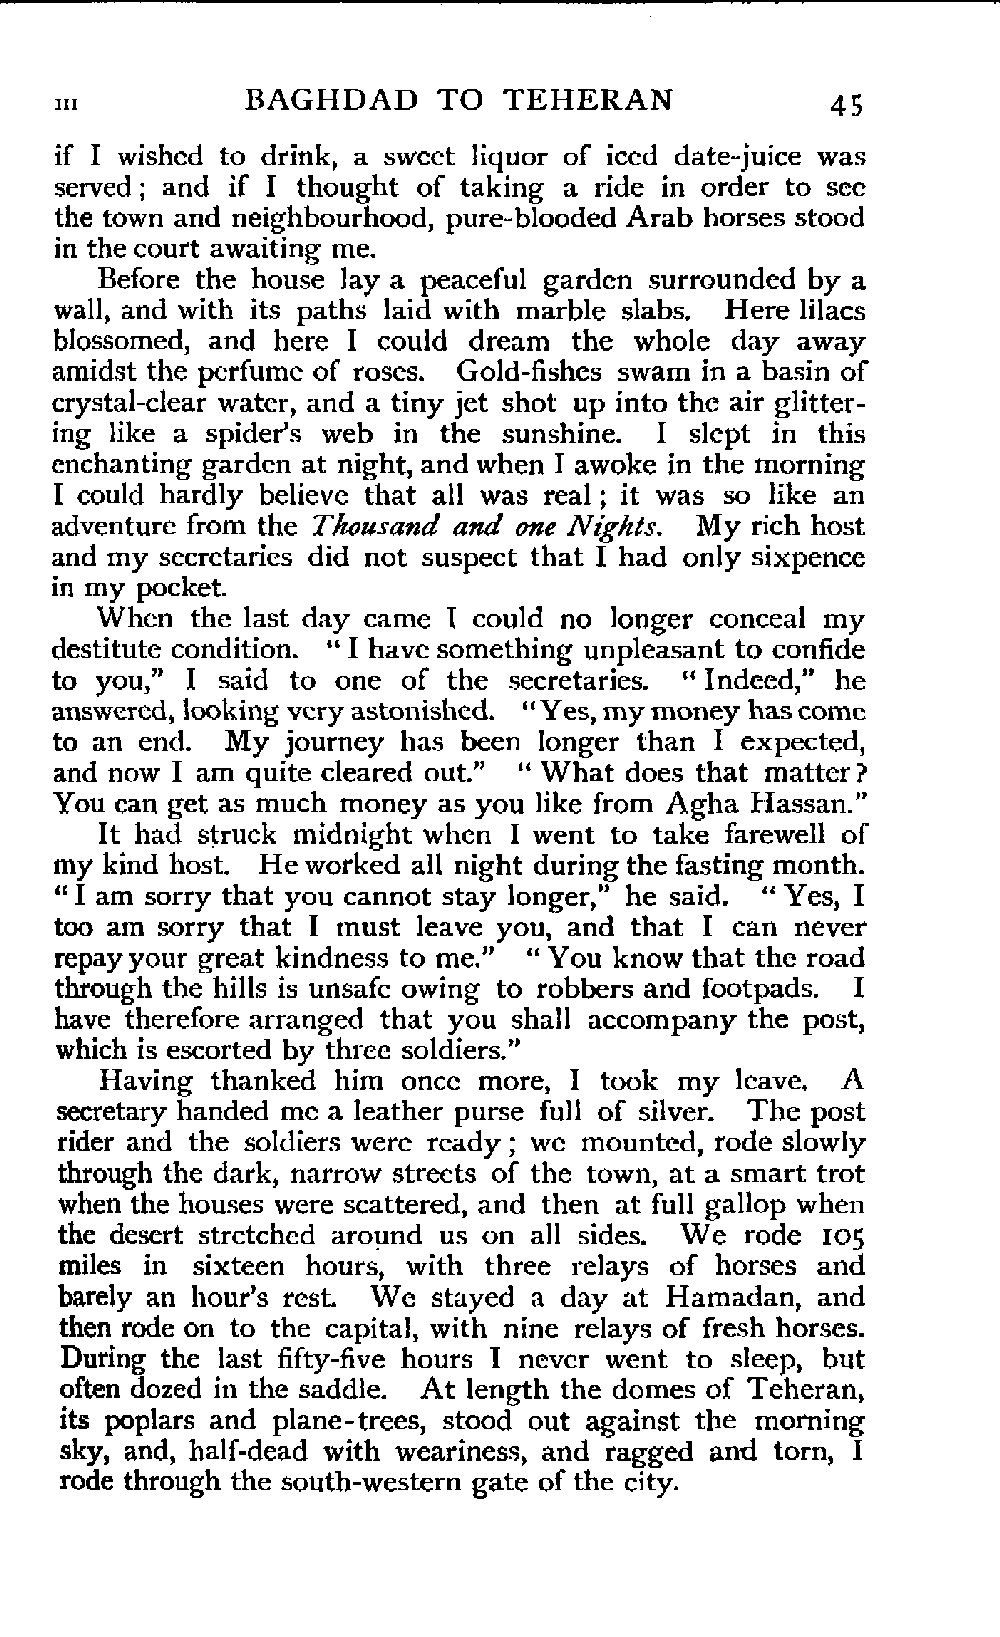 III BAGHDAD TO TEHERAN 45
if I wished to drink, a sweet liquor of iced date-juice was
served; and if I thought of taking a ride in order to see
the town and neighbourhood, pure-blooded Arab horses stood
in the court awaiting me.
Before the house lay a peaceful garden surrounded by a
wall, and with its paths laid with marble slabs. Here lilacs
blossomed, and here I could dream the whole day away
amidst the perfume of roses. Gold-fishes swam in a basin of
crystal-clear water, and a tiny jet shot up into the air glitter-
ing like a spider's web in the sunshine. I slept in this
enchanting garden at night, and when I awoke in the morning
I could hardly believe that all was real; it was so like an
adventure from the Thousand and one Nights. My rich host
and my secretaries did not suspect that I had only sixpence
in my pocket.
When the last day came I could no longer conceal my
destitute condition. "I have something unpleasant to confide
to you," I said to one of the secretaries. "Indeed," he
answered, looking very astonished. "Yes, my money has come
to an end. My journey has been longer than I expected,
and now I am quite cleared out." "What does that matter?
You can get as much money as you like from Agha Hassan."
It had struck midnight when I went to take farewell of
my kind host. He worked all night during the fasting month.
"I am sorry that you cannot stay longer," he said. "Yes, I
too am sorry that I must leave you, and that I can never
repay your great kindness to me." "You know that the road
through the hills is unsafe owing to robbers and footpads. I
have therefore arranged that you shall accompany the post,
which is escorted by three soldiers."
Having thanked him once more, I took my leave. A
secretary handed me a leather purse full of silver. The post
rider and the soldiers were ready; we mounted, rode slowly
through the dark, narrow streets of the town, at a smart trot
when the houses were scattered, and then at full gallop when
the desert stretched around us on all sides. We rode 105
miles in sixteen hours, with three relays of horses and
barely an hour's rest. We stayed a day at Hamadan, and
then rode on to the capital, with nine relays of fresh horses.
During the last fifty-five hours I never went to sleep, but
often dozed in the saddle. At length the domes of Teheran,
its poplars and plane-trees, stood out against the morning
sky, and, half-dead with weariness, and ragged and torn, I
rode through the south-western gate of the city.